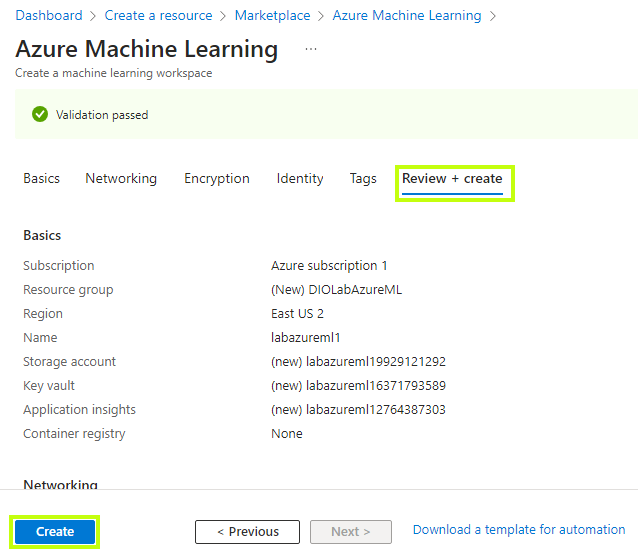 Dashboard > Create a resource > Marketplace > Azure Machine Learning >
Azure Machine Learning ...
Create a machine learning workspace
Validation passed
Basics Networking Encryption Identity Tags Review + create
Basics
Subscription Azure subscription 1
Resource group (New) DIOLabAzureML
Region East US 2
Name labazureml1
Storage account (new) labazureml19929121292
Key vault (new) labazureml16371793589
Application insights (new) labazureml12764387303
Container registry None
Networking
Create < Previous Next > Download a template for automation